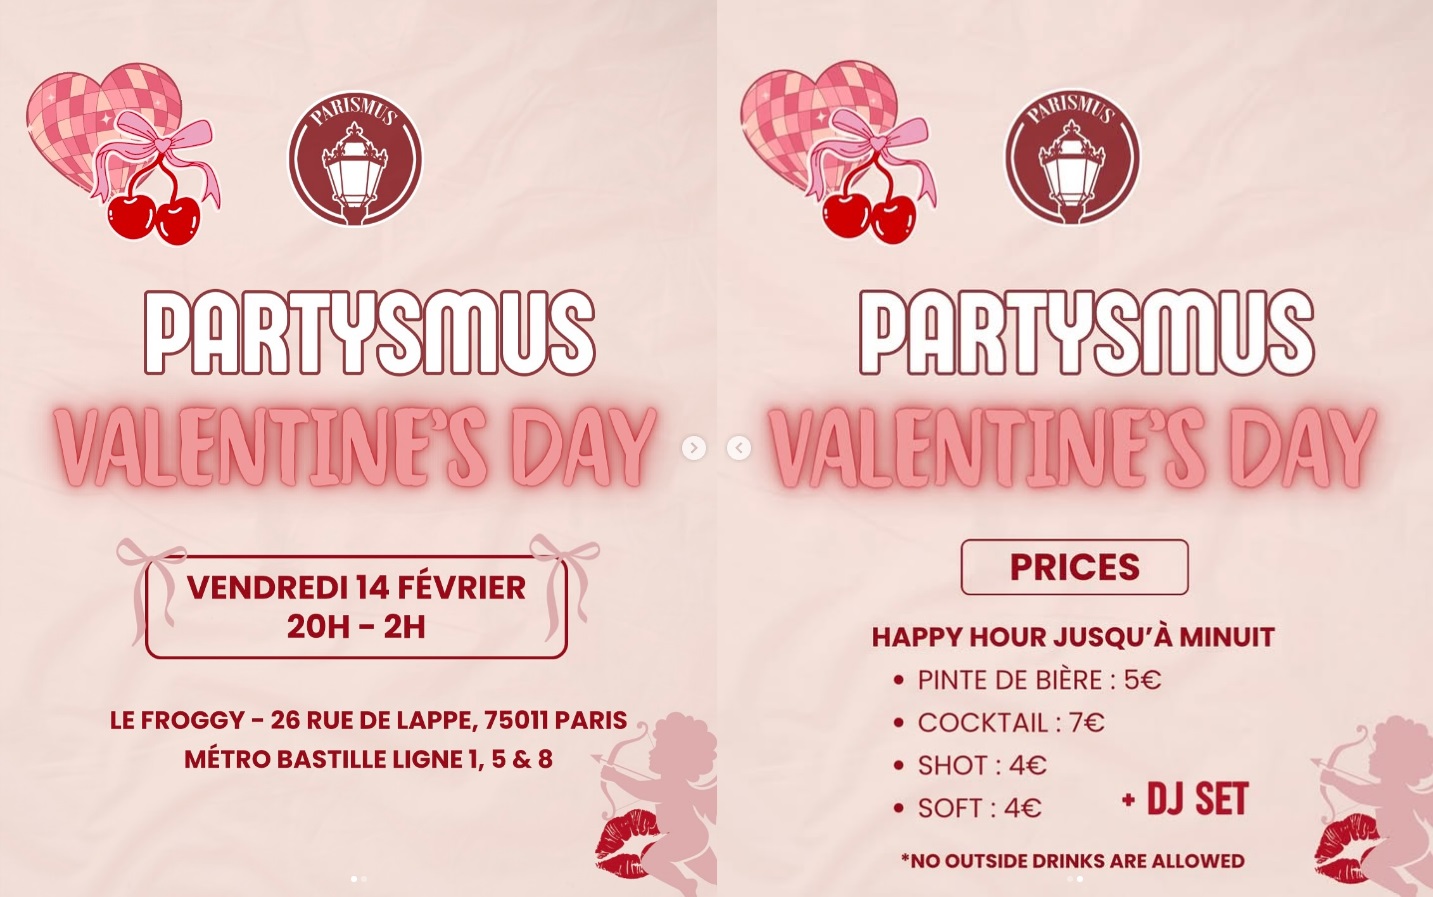 PARISMUS
PARTYSMUS
VALENTINE'S DAY
VENDREDI 14 FÉVRIER
20H - 2H
LE FROGGY - 26 RUE DE LAPPE, 75011 PARIS
MÉTRO BASTILLE LIGNE 1, 5 & 8
PARISMUS
PARTYSMUS
VALENTINE'S DAY
PRICES
HAPPY HOUR JUSQU'À MINUIT
• PINTE DE BIÈRE : 5€
• COCKTAIL : 7€
• SHOT : 4€
• SOFT : 4€
+ DJ SET
*NO OUTSIDE DRINKS ARE ALLOWED